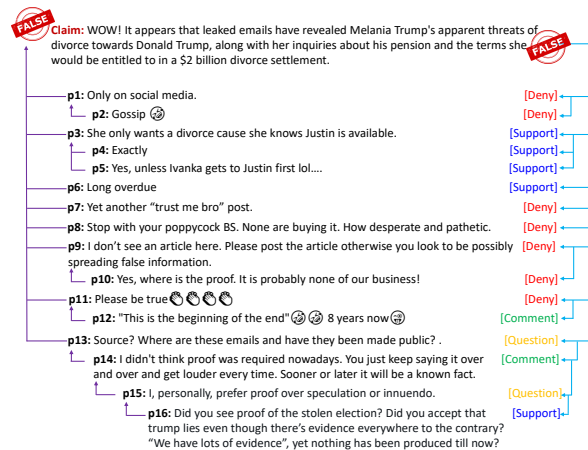 FALSE
Claim: WOW! It appears that leaked emails have revealed Melania Trump's apparent threats of
divorce towards Donald Trump, along with her inquiries about his pension and the terms she
would be entitled to in a $2 billion divorce settlement.
FALSE
p1: Only on social media. [Deny]
p2: Gossip 🤣 [Deny]
p3: She only wants a divorce cause she knows Justin is available. [Support]
p4: Exactly [Support]
p5: Yes, unless Ivanka gets to Justin first lol…. [Support]
p6: Long overdue [Support]
p7: Yet another “trust me bro” post. [Deny]
p8: Stop with your poppycock BS. None are buying it. How desperate and pathetic. [Deny]
p9: I don’t see an article here. Please post the article otherwise you look to be possibly [Deny]
spreading false information.
p10: Yes, where is the proof. It is probably none of our business! [Deny]
p11: Please be true👏👏👏👏 [Deny]
p12: "This is the beginning of the end"🤣🤣 8 years now😜 [Comment]
p13: Source? Where are these emails and have they been made public? . [Question]
p14: I didn't think proof was required nowadays. You just keep saying it over [Comment]
and over and get louder every time. Sooner or later it will be a known fact.
p15: I, personally, prefer proof over speculation or innuendo. [Question]
p16: Did you see proof of the stolen election? Did you accept that [Support]
trump lies even though there’s evidence everywhere to the contrary?
“We have lots of evidence”, yet nothing has been produced till now?